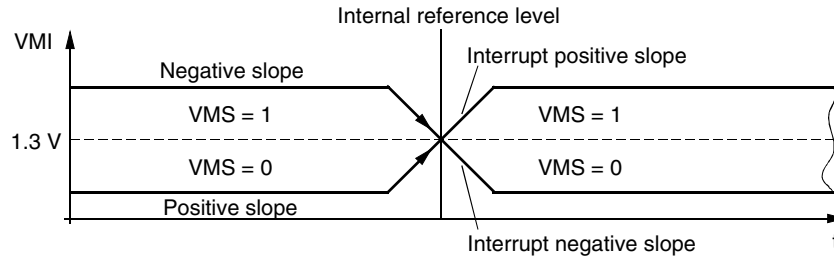 Internal reference level
VMI
Interrupt positive slope
Negative slope
VMS = 1
VMS = 1
1.3 V
VMS = 0
VMS = 0
Positive slope
Interrupt negative slope
t